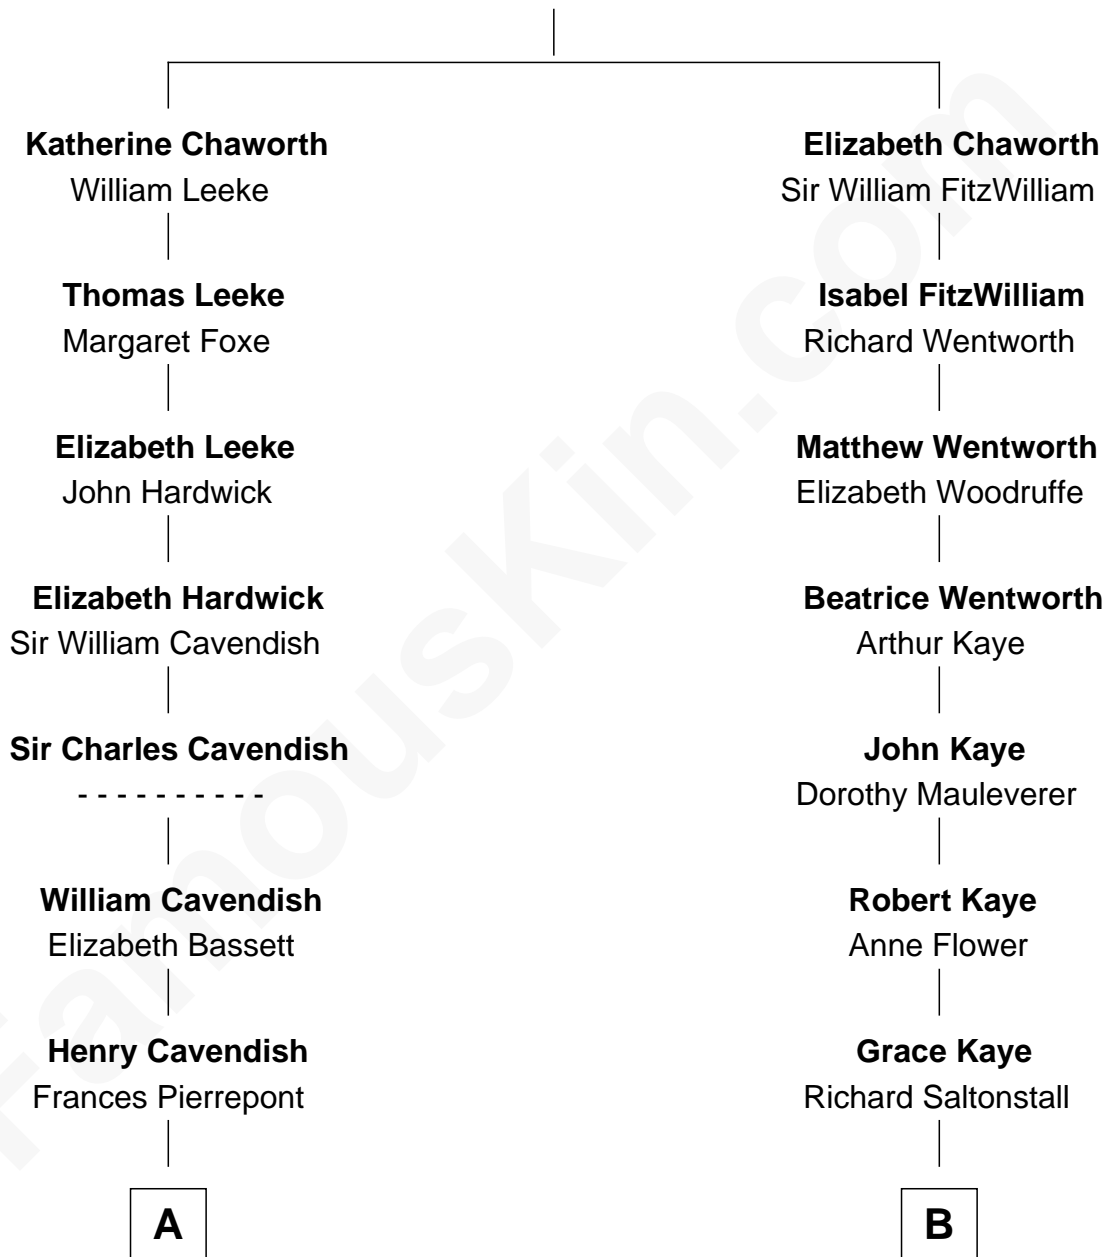 Katherine Chaworth
William Leeke
Thomas Leeke
Margaret Foxe
Elizabeth Leeke
John Hardwick
Elizabeth Hardwick
Sir William Cavendish
Sir Charles Cavendish
- - - - - - - - - -
William Cavendish
Elizabeth Bassett
Henry Cavendish
Frances Pierrepont
A
Elizabeth Chaworth
Sir William FitzWilliam
Isabel FitzWilliam
Richard Wentworth
Matthew Wentworth
Elizabeth Woodruffe
Beatrice Wentworth
Arthur Kaye
John Kaye
Dorothy Mauleverer
Robert Kaye
Anne Flower
Grace Kaye
Richard Saltonstall
B
FamousKin.com